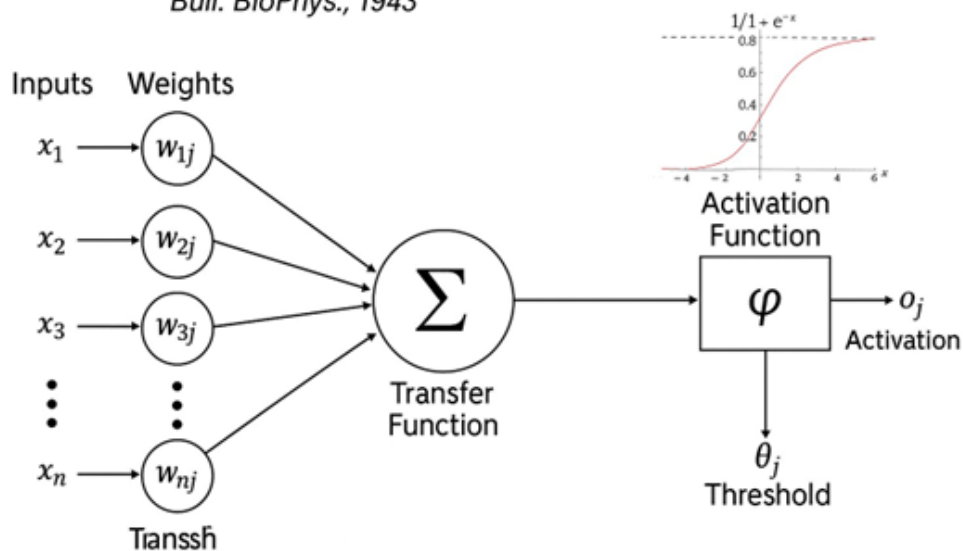 Bull. BioPhys., 1943
1/1 + e^-x
0.8
0.6
0.4
0.2
-4 -2 2 4 6 x
Inputs Weights
x₁ w₁ⱼ
x₂ w₂ⱼ
x₃ w₃ⱼ
xₙ wₙⱼ
Σ
Transfer
Function
Activation
Function
φ
oⱼ
Activation
θⱼ
Threshold